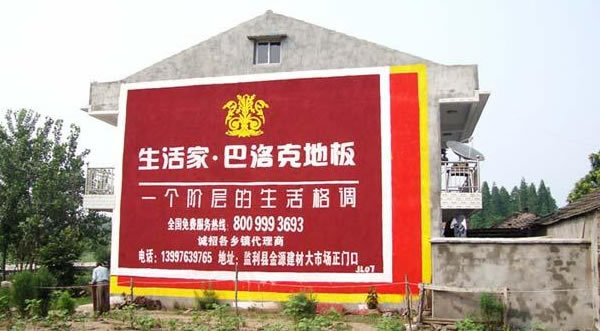 生活家·巴洛克地板
一个阶层的生活格调
全国免费服务热线: 800 999 3693
诚招各乡镇代理商
电话: 13997639765 地址: 监利县金源建材大市场正门口
JL07